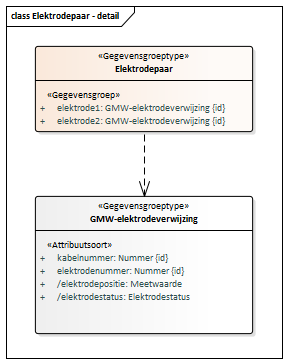 class Elektrodepaar - detail
«Gegevensgroeptype»
Elektrodepaar
«Gegevensgroep»
+ elektrode1: GMW-elektrodeverwijzing {id}
+ elektrode2: GMW-elektrodeverwijzing {id}
«Gegevensgroeptype»
GMW-elektrodeverwijzing
«Attribuutsoort»
+ kabelnummer: Nummer {id}
+ elektrodenummer: Nummer {id}
+ /elektrodepositie: Meetwaarde
+ /elektrodestatus: Elektrodestatus